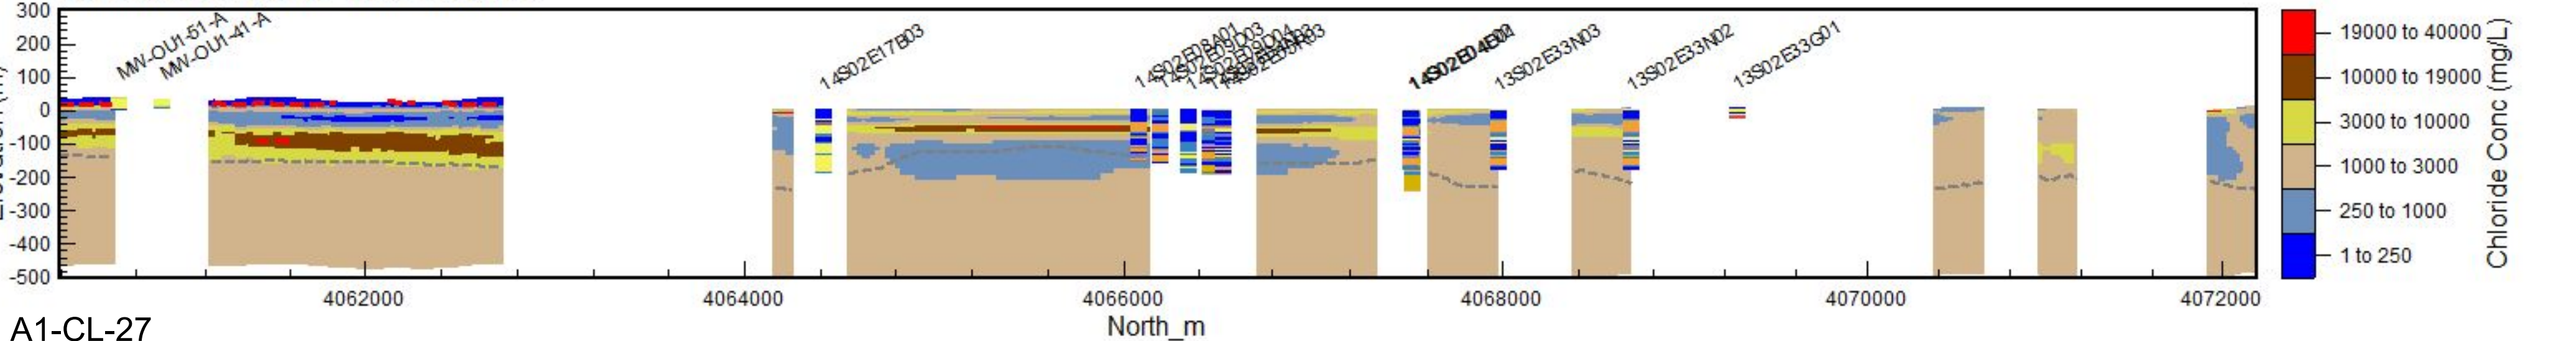 300
200
100
0
-100
-200
-300
-400
-500
MW-OU1-51-A
MW-OU1-41-A
14S02E17B03
14S02E08A01
13S02E33N03
13S02E33N02
13S02E33G01
4062000
4064000
4066000
4068000
4070000
4072000
North_m
19000 to 40000
10000 to 19000
3000 to 10000
1000 to 3000
250 to 1000
1 to 250
Chloride Conc (mg/L)
A1-CL-27